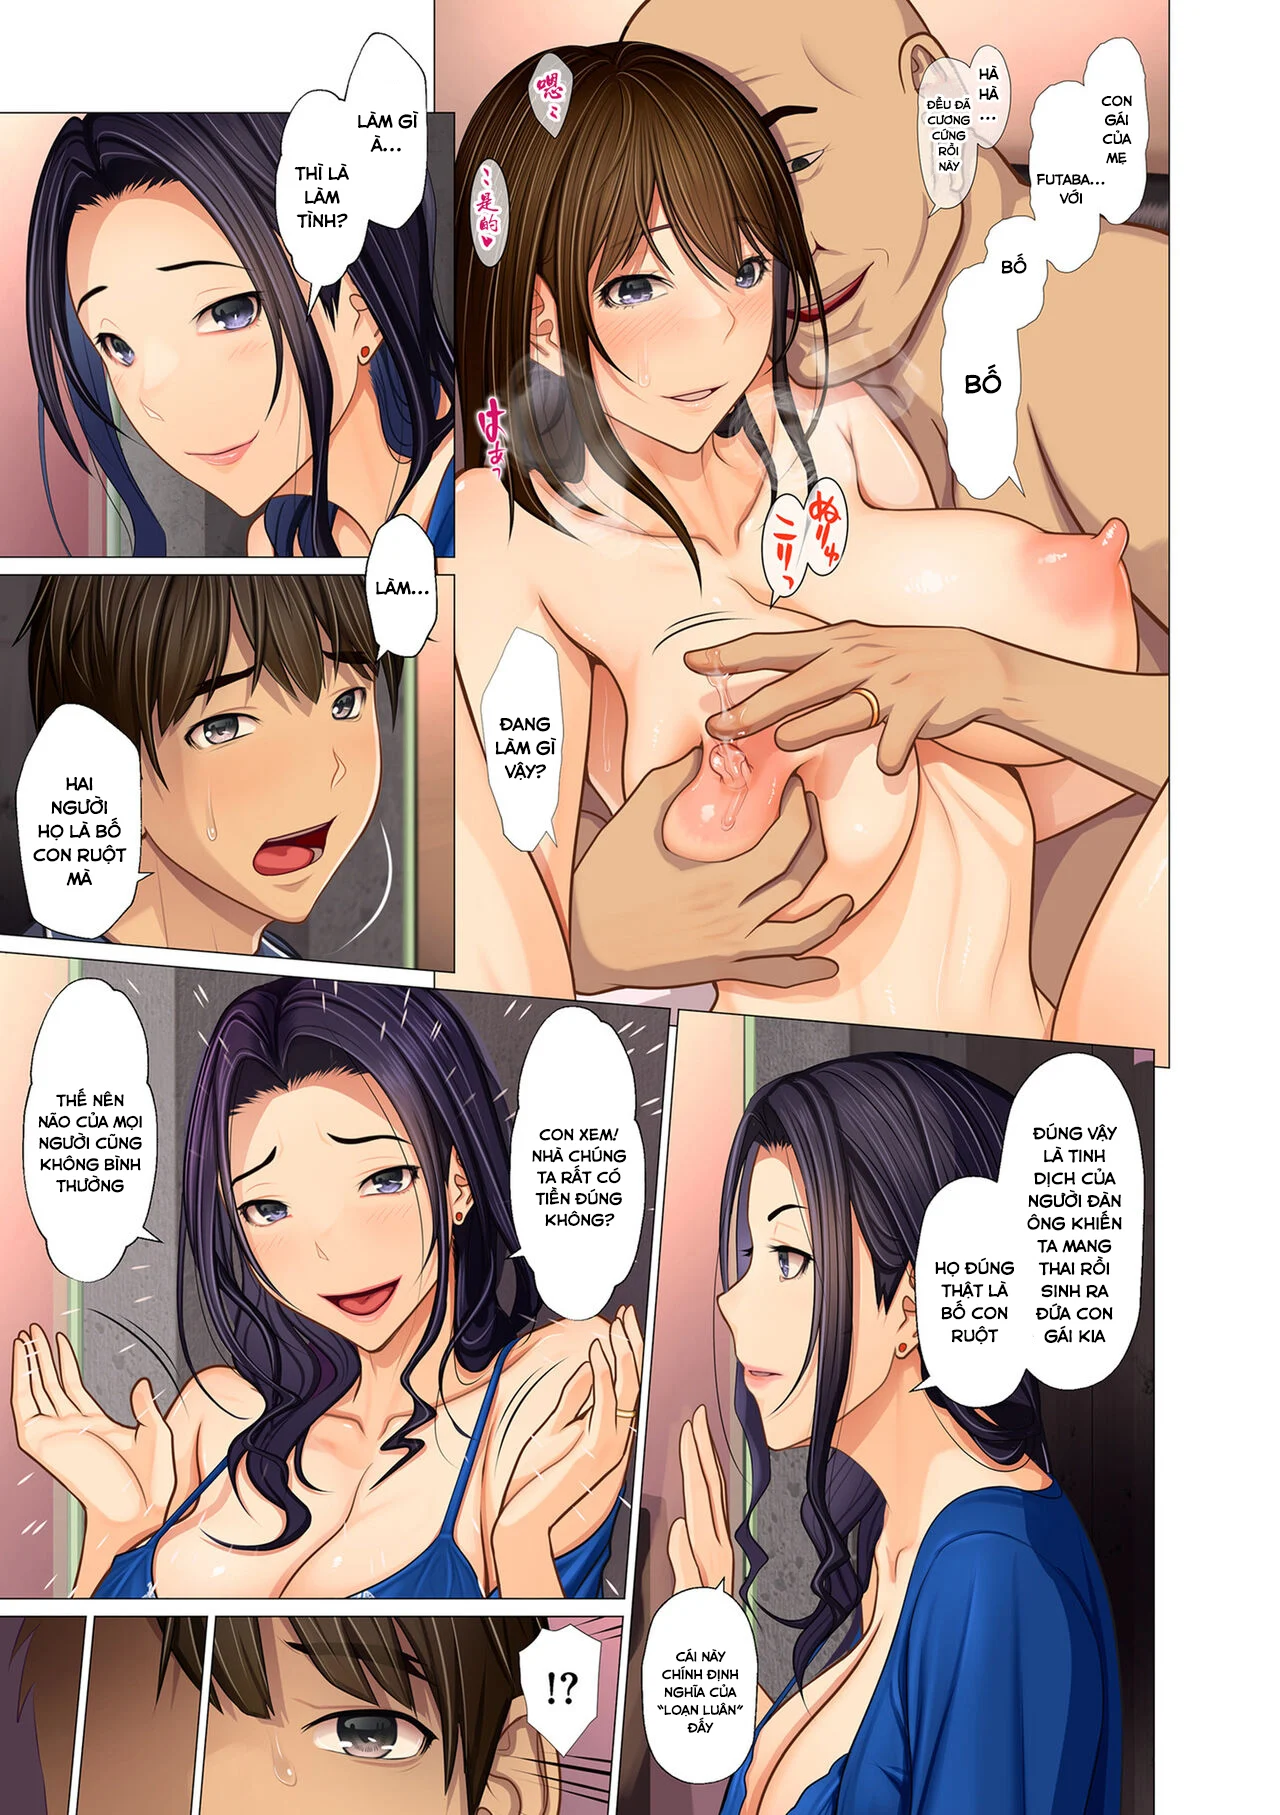 CON
GÁI CỦA
MẸ
FUTABA...
VỚI
BỐ
BỐ
HÀ
HÀ...
ĐỀU ĐÃ
CƯƠNG
CỨNG
RỒI
NÀY
嗯...
...是的♥
はぁっ
ぬりゅ
こりっ
ĐANG
LÀM GÌ
VẬY?
LÀM GÌ
À...
THÌ LÀ
LÀM
TÌNH?
LÀM...
HAI
NGƯỜI
HỌ LÀ BỐ
CON RUỘT
MÀ
ĐÚNG VẬY
LÀ TINH
DỊCH CỦA
NGƯỜI ĐÀN
ÔNG KHIẾN
TA MANG
THAI RỒI
SINH RA
ĐỨA CON
GÁI KIA
HỌ ĐÚNG
THẬT LÀ
BỐ CON
RUỘT
CÁI NÀY
CHÍNH ĐỊNH
NGHĨA CỦA
“LOẠN LUÂN”
ĐẤY
CON XEM!
NHÀ CHÚNG
TA RẤT CÓ
TIỀN ĐÚNG
KHÔNG?
THẾ NÊN
NÃO CỦA MỌI
NGƯỜI CŨNG
KHÔNG BÌNH
THƯỜNG
!?